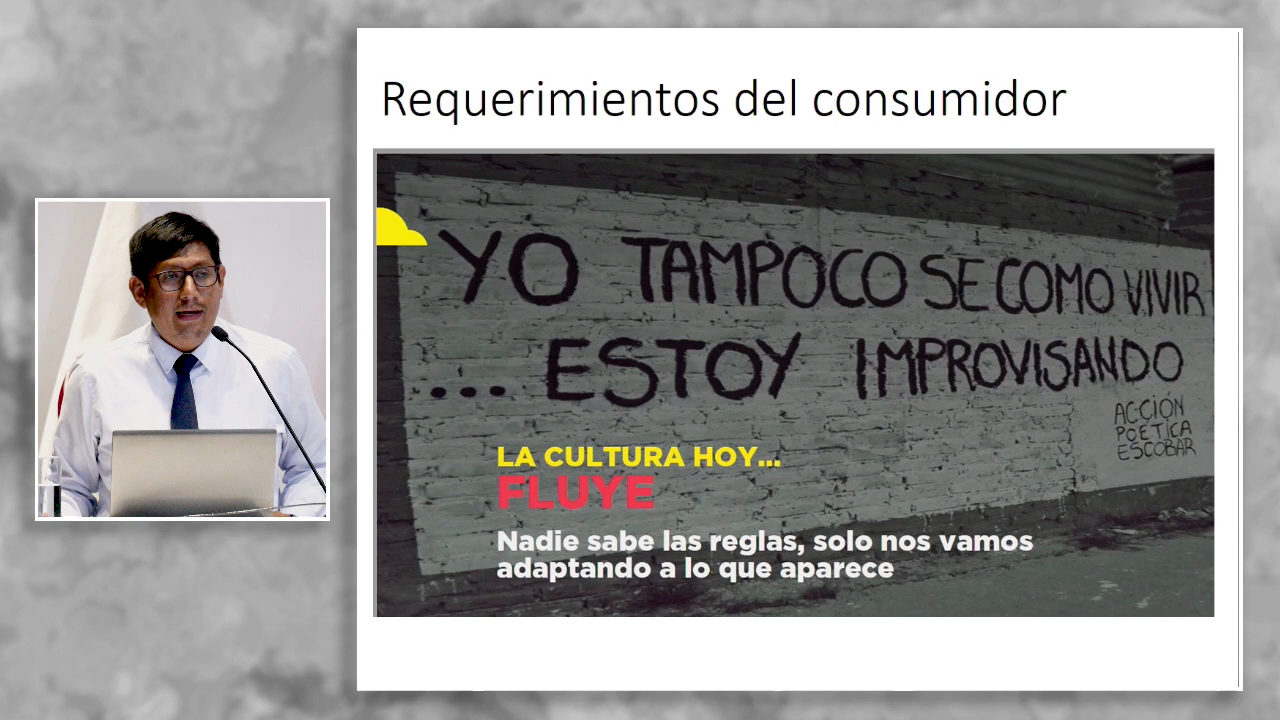 Requerimientos del consumidor
YO TAMPOCO SE COMO VIVIR
... ESTOY IMPROVISANDO
ACCIÓN
POÉTICA
ESCOBAR
LA CULTURA HOY...
FLUYE
Nadie sabe las reglas, solo nos vamos
adaptando a lo que aparece